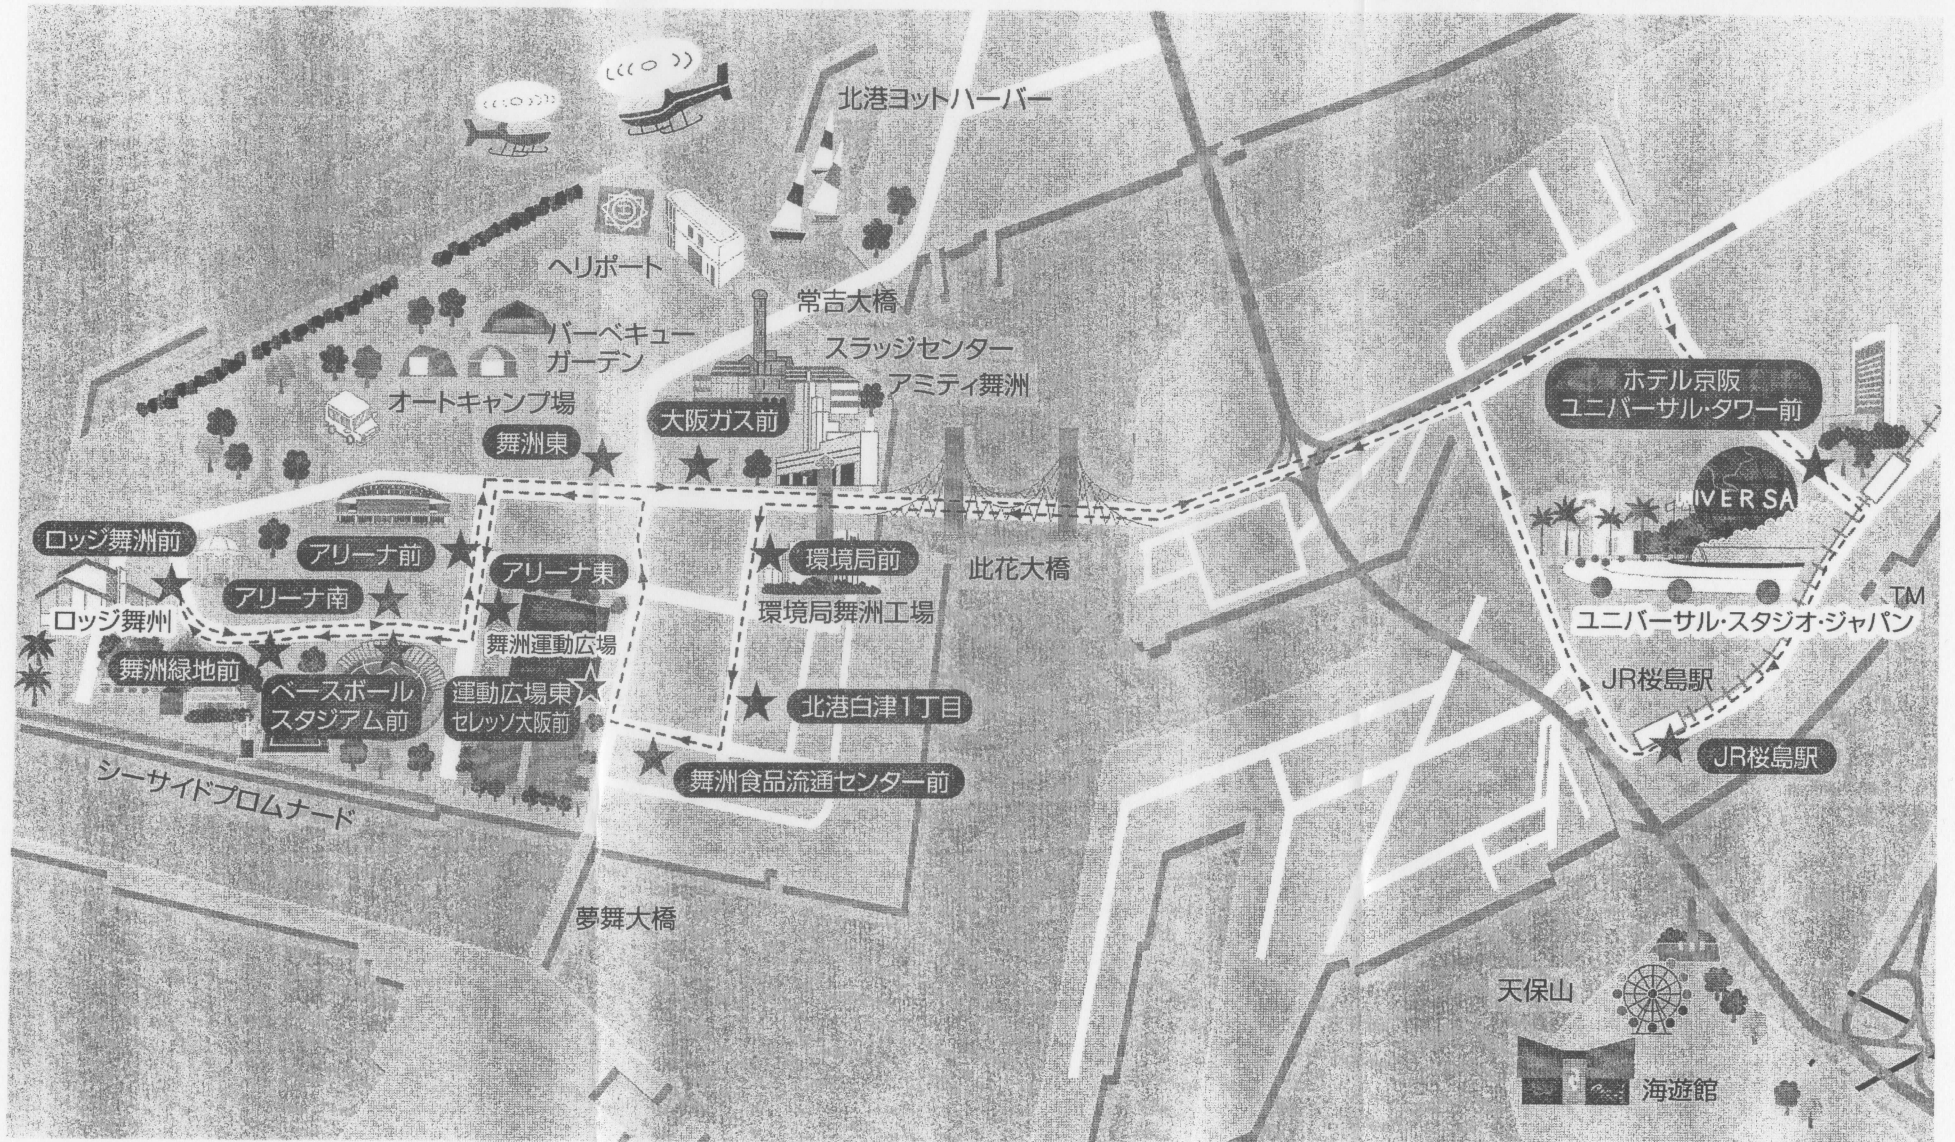 北港ヨットハーバー
ヘリポート
常吉大橋
バーベキュー
ガーデン
スラッジセンター
アミティ舞洲
オートキャンプ場
大阪ガス前
舞洲東
ホテル京阪
ユニバーサル・タワー前
UNIVERSA
ロッジ舞洲前
アリーナ前
アリーナ東
環境局前
此花大橋
アリーナ南
環境局舞洲工場
TM
ユニバーサル・スタジオ・ジャパン
ロッジ舞州
舞洲運動広場
舞洲緑地前
ベースボール
スタジアム前
運動広場東
セレッソ大阪前
北港白津1丁目
JR桜島駅
JR桜島駅
舞洲食品流通センター前
シーサイドプロムナード
夢舞大橋
天保山
海遊館